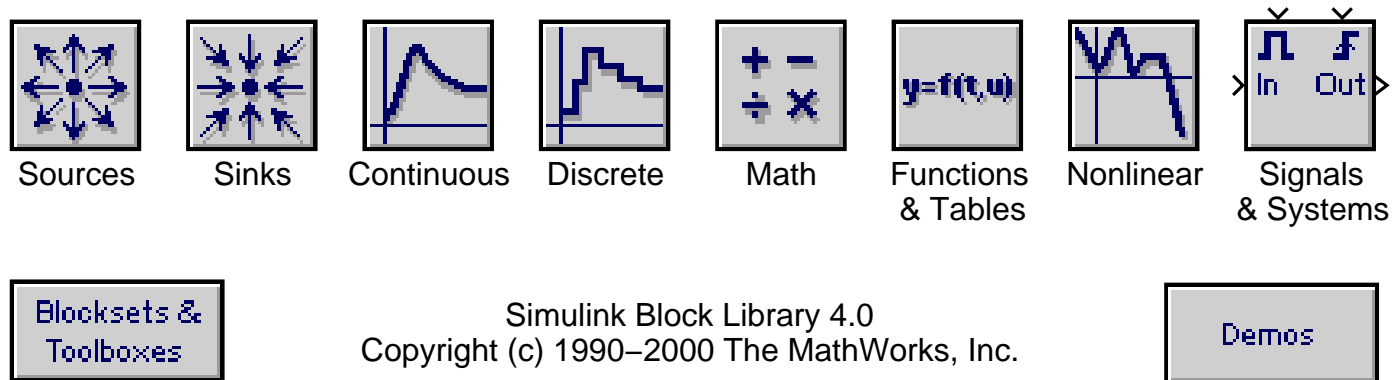 + −
÷ ×
y=f(t,u)
In Out
Sources
Sinks
Continuous
Discrete
Math
Functions
& Tables
Nonlinear
Signals
& Systems
Blocksets &
Toolboxes
Simulink Block Library 4.0
Copyright (c) 1990−2000 The MathWorks, Inc.
Demos